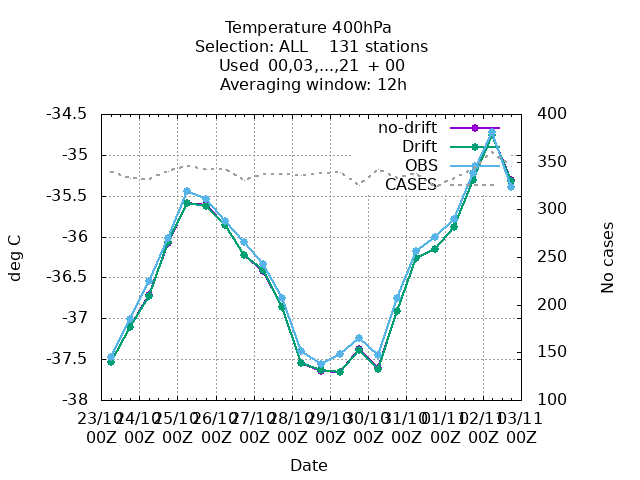 Temperature 400hPa
Selection: ALL    131 stations
Used  00,03,...,21  + 00
Averaging window: 12h
no-drift
Drift
OBS
CASES
-34.5
-35
-35.5
-36
-36.5
-37
-37.5
-38
400
350
300
250
200
150
100
deg C
No cases
23/10 24/10 25/10 26/10 27/10 28/10 29/10 30/10 31/10 01/11 02/11 03/11
00Z 00Z 00Z 00Z 00Z 00Z 00Z 00Z 00Z 00Z 00Z 00Z
Date